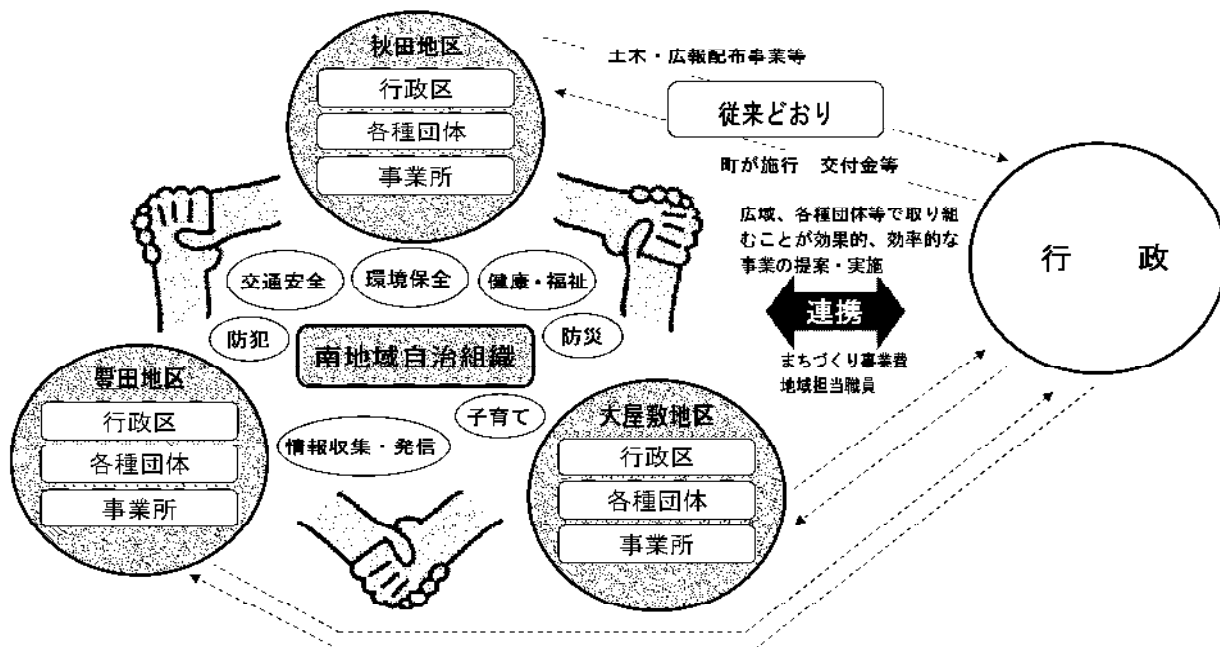 秋田地区
行政区
各種団体
事業所
土木・広報配布事業等
従来どおり
町が施行　交付金等
広域、各種団体等で取り組
むことが効果的、効率的な
事業の提案・実施
連携
まちづくり事業費
地域担当職員
行　政
交通安全
環境保全
健康・福祉
防犯
南地域自治組織
防災
子育て
情報収集・発信
豊田地区
行政区
各種団体
事業所
大屋敷地区
行政区
各種団体
事業所